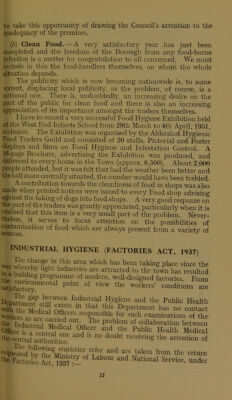 to take this opportunity of drawing the Council's attention to the
inadequacy of the premises.
(h) Clean Food.—A very satisfactory year has just been
completed and the freedom of the Borough from any food-borne
infection is a matter for congratulation to all concerned. We must
include in this the food-handlers themselves, on whom the whole
situation depends.
The publicity which is now becoming nationwide is, to some
extent, displacing local publicity, as the problem, of course, is a
national one. There is, undoubtedly, an increasing desire on the
part of the public for clean food and there is also an increasing
appreciation of its importance amongst the traders themselves.
I have to record a very successful Food Hygiene Exhibition held
at the West End Infants School from 29th March to 4th April, 1951,
inclusive. The Exhibition was organised by the Aldershot Hygienic
Food Traders Guild and consisted of 29 stalls. Pictorial and Poster
displays and films on Food Hygiene and Infestation Control. A
16-page Brochure, advertising the Exhibition was produced, and
delivered to every house in the Town (approx. 6,500). About 2,000
people attended, but it was felt that had the weather been better and
the hall more centrally situated, the number would have been trebled.
A contribution towards the cleanliness of food in shops was also
made when printed notices were issued to every Food shop advising
against the taking of dogs into food shops. A very good response on
the part of the traders was greatly appreciated, particularly when it is
realised that this item is a very small part of the problem. Never-
theless, it serves to focus attention on the possibilities of
contamination of food which are always present from a variety of
sources.
INDUSTRIAL HYGIENE (FACTORIES ACT, 1937)
The change in this area which has been taking place since the
war whereby light industries are attracted to the town has resulted
in a building programme of modern, well-designed factories. From
the environmental point of view the workers' conditions are
satisfactory.
The gap between Industrial Hygiene and the Public Health
Department still exists in that this Department has no contact
with the Medical Officers responsible for such examinations of the
workers as are carried out. The problem of collaboration between
the Industrial Medical Officer and the Public Health Medical
Officer is a central one and is no doubt receiving the attention of
the central authorities.
The following statistics refer and are taken from the return
requested by the Ministry of Labour and National Service, under
the Factories Act, 1937 :—
17